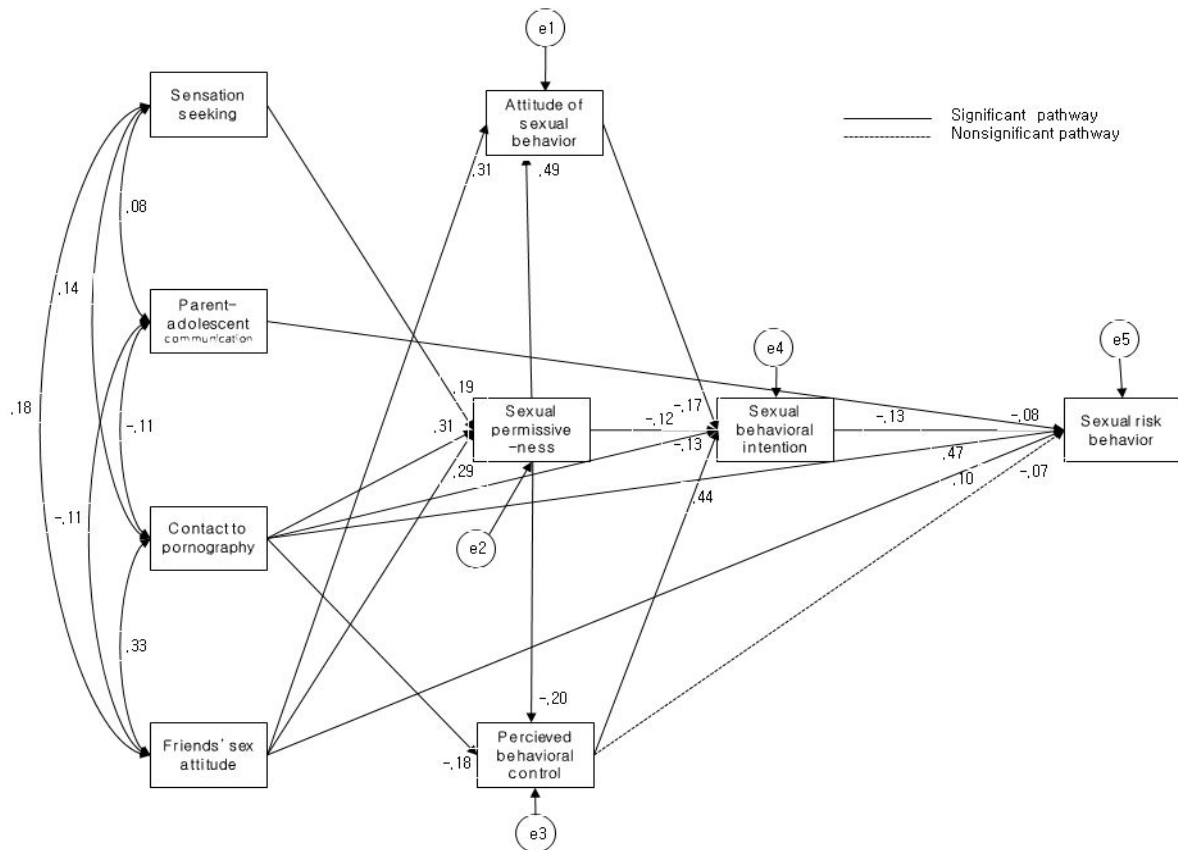 e1
Sensation
seeking
Attitude of
sexual
behavior
Significant pathway
Nonsignificant pathway
.31
.49
.08
.14
Parent-
adolescent
communication
e4
e5
.18
.19
-.17
Sexual
permissive
-ness
-.12
Sexual
behavioral
intention
-.13
-.08
Sexual risk
behavior
.31
-.11
-.13
.29
.47
.10
-.07
.44
-.11
Contact to
pornography
e2
.33
-.20
Friends' sex
attitude
Percieved
behavioral
control
-.18
e3